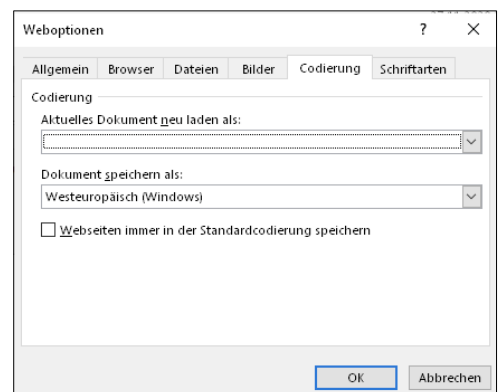 Weboptionen ? X
Allgemein Browser Dateien Bilder Codierung Schriftarten
Codierung
Aktuelles Dokument neu laden als:
Dokument speichern als:
Westeuropäisch (Windows)
Webseiten immer in der Standardcodierung speichern
OK Abbrechen